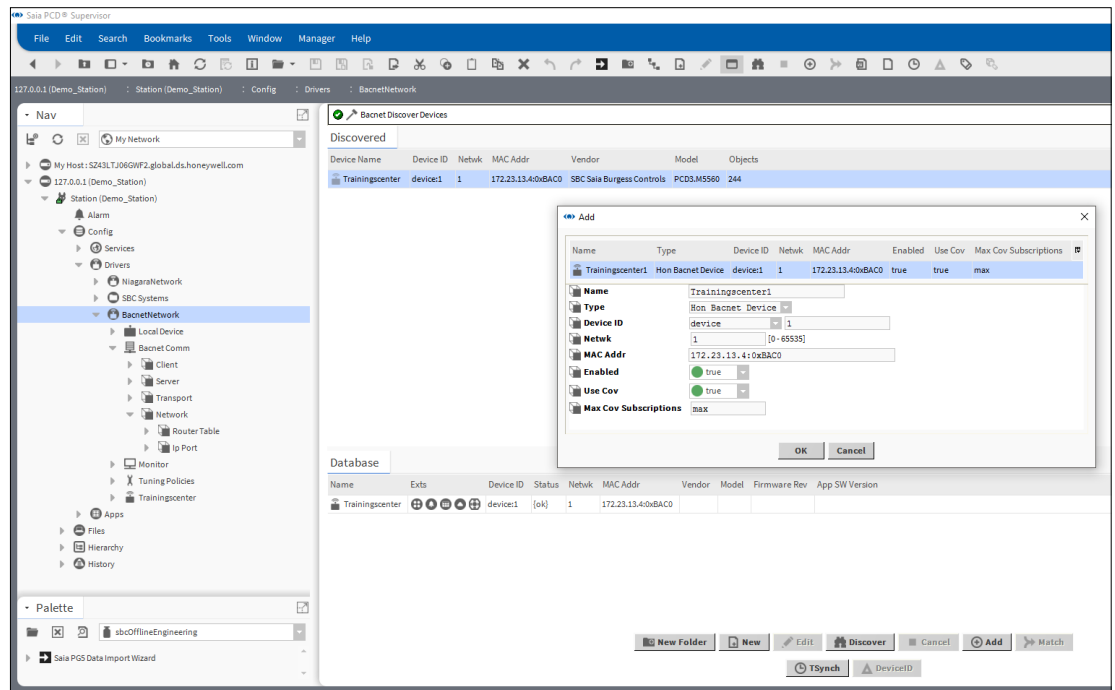 Saia PCD® Supervisor
File Edit Search Bookmarks Tools Window Manager Help
127.0.0.1 (Demo_Station) : Station (Demo_Station) : Config : Drivers : BacnetNetwork
Nav
My Network
My Host : SZ43LTJ06GWF2.global.ds.honeywell.com
127.0.0.1 (Demo_Station)
Station (Demo_Station)
Alarm
Config
Services
Drivers
NiagaraNetwork
SBC Systems
BacnetNetwork
Local Device
Bacnet Comm
Client
Server
Transport
Network
Router Table
Ip Port
Monitor
Tuning Policies
Trainingscenter
Apps
Files
Hierarchy
History
Palette
sbcOfflineEngineering
Saia PG5 Data Import Wizard
Bacnet Discover Devices
Discovered
Device Name Device ID Netwk MAC Addr Vendor Model Objects
Trainingscenter device:1 1 172.23.13.4:0xBAC0 SBC Saia Burgess Controls PCD3.M5560 244
Add
Name Type Device ID Netwk MAC Addr Enabled Use Cov Max Cov Subscriptions
Trainingscenter1 Hon Bacnet Device device:1 1 172.23.13.4:0xBAC0 true true max
Name Trainingscenter1
Type Hon Bacnet Device
Device ID device 1
Netwk 1 [0 - 65535]
MAC Addr 172.23.13.4:0xBAC0
Enabled true
Use Cov true
Max Cov Subscriptions max
OK Cancel
Database
Name Exts Device ID Status Netwk MAC Addr Vendor Model Firmware Rev App SW Version
Trainingscenter device:1 {ok} 1 172.23.13.4:0xBAC0
New Folder New Edit Discover Cancel Add Match
TSynch DeviceID